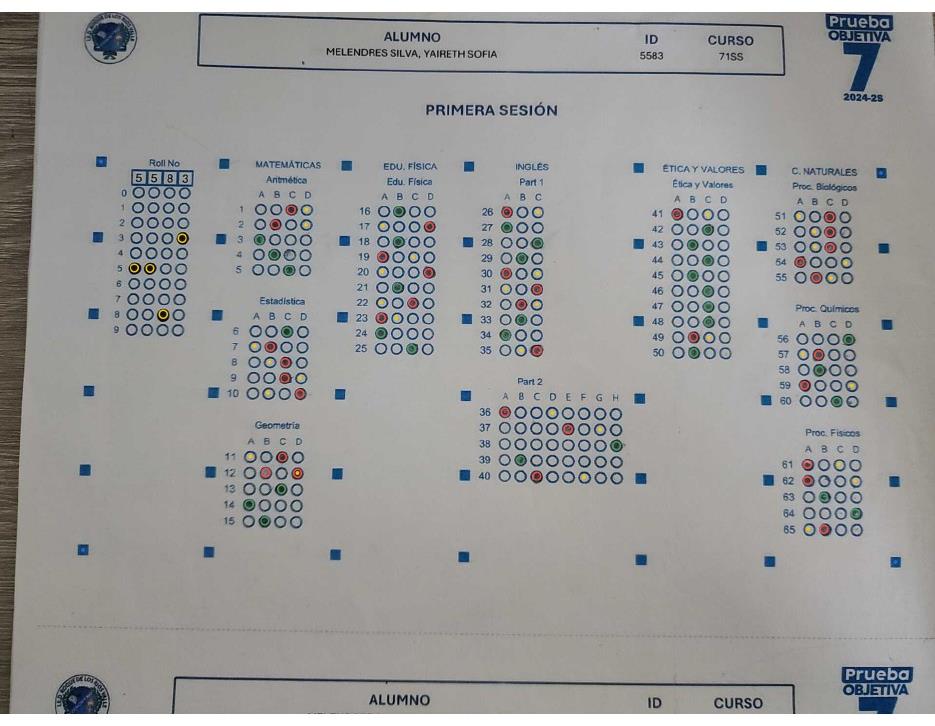 I.E.D. ROQUE DE LOS RIOS VALLE
ALUMNO ID CURSO
MELENDRES SILVA, YAIRETH SOFIA 5583 71SS
Prueba
OBJETIVA
7
2024-2S
PRIMERA SESIÓN
Roll No
5 5 8 3
0
1
2
3
4
5
6
7
8
9
MATEMÁTICAS
Aritmética
A B C D
1
2
3
4
5
Estadística
6
7
8
9
10
Geometría
A B C D
11
12
13
14
15
EDU. FÍSICA
Edu. Física
A B C D
16
17
18
19
20
21
22
23
24
25
INGLÉS
Part 1
A B C
26
27
28
29
30
31
32
33
34
35
Part 2
A B C D E F G H
36
37
38
39
40
ÉTICA Y VALORES
Ética y Valores
A B C D
41
42
43
44
45
46
47
48
49
50
C. NATURALES
Proc. Biológicos
A B C D
51
52
53
54
55
Proc. Químicos
A B C D
56
57
58
59
60
Proc. Físicos
A B C D
61
62
63
64
65
ALUMNO ID CURSO
Prueba
OBJETIVA